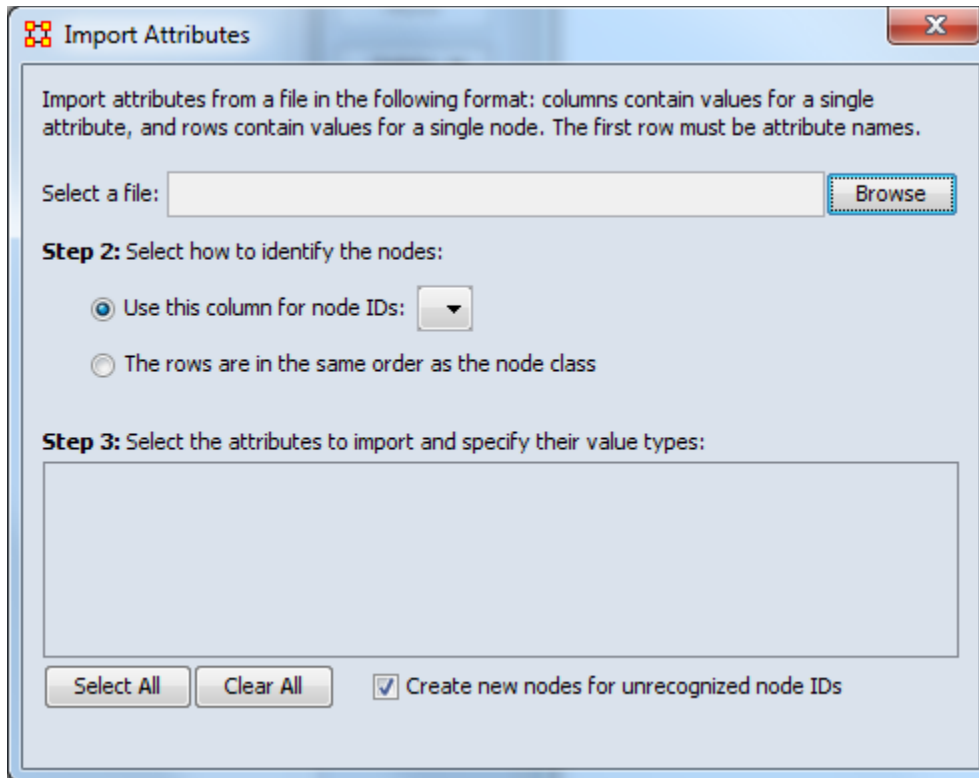 Import Attributes
Import attributes from a file in the following format: columns contain values for a single
attribute, and rows contain values for a single node. The first row must be attribute names.
Select a file: Browse
Step 2: Select how to identify the nodes:
Use this column for node IDs:
The rows are in the same order as the node class
Step 3: Select the attributes to import and specify their value types:
Select All Clear All Create new nodes for unrecognized node IDs